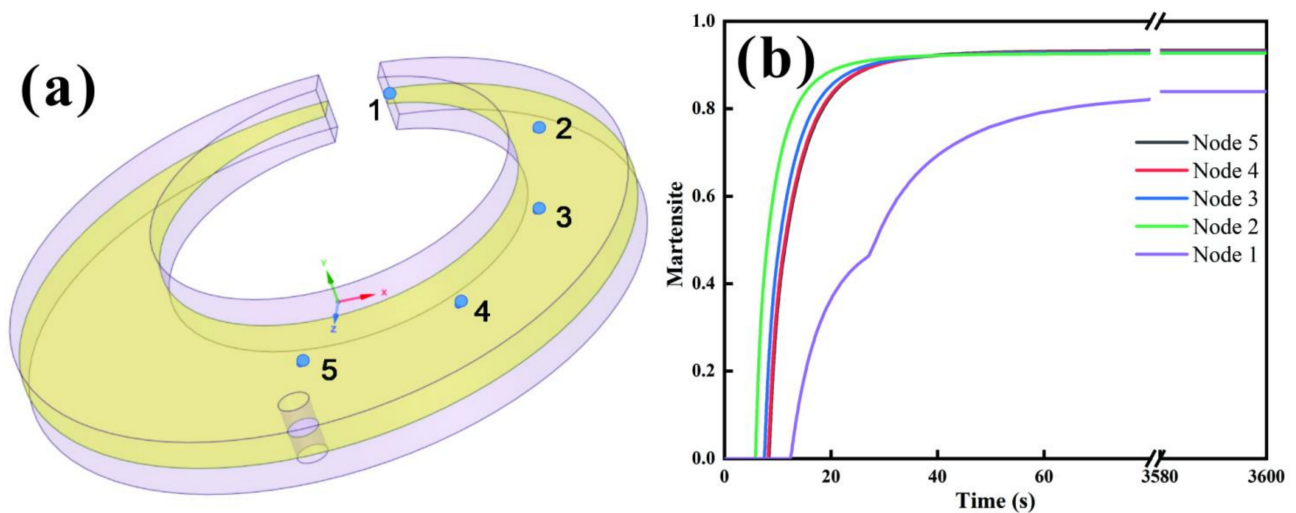 (a)
1
2
3
4
5
Y
X
Z
(b)
Martensite
1.0
0.8
0.6
0.4
0.2
0.0
Node 5
Node 4
Node 3
Node 2
Node 1
0 20 40 60 3580 3600
Time (s)